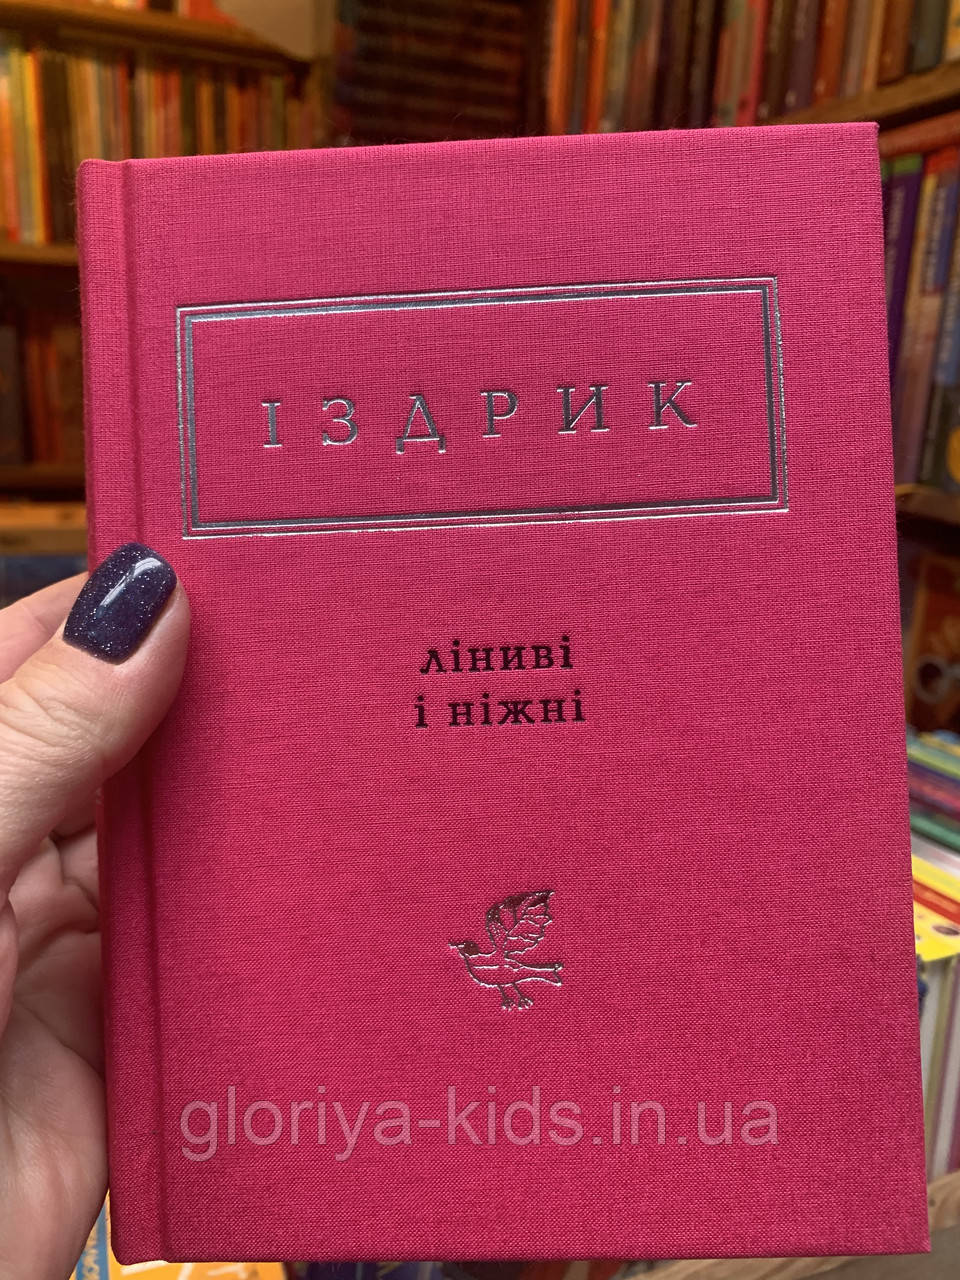 ІЗДРИК
ліниві
і ніжні
gloriya-kids.in.ua